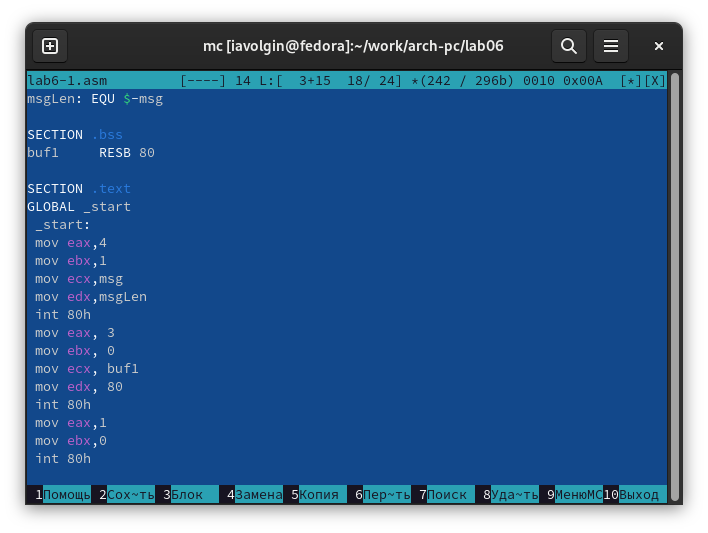 mc [iavolgin@fedora]:~/work/arch-pc/lab06
lab6-1.asm [----] 14 L:[ 3+15 18/ 24] *(242 / 296b) 0010 0x00A [*][X]
msgLen: EQU $-msg
SECTION .bss
buf1 RESB 80
SECTION .text
GLOBAL _start
_start:
mov eax,4
mov ebx,1
mov ecx,msg
mov edx,msgLen
int 80h
mov eax, 3
mov ebx, 0
mov ecx, buf1
mov edx, 80
int 80h
mov eax,1
mov ebx,0
int 80h
1Помощь 2Сох~ть 3Блок 4Замена 5Копия 6Пер~ть 7Поиск 8Уда~ть 9МенюМС10Выход